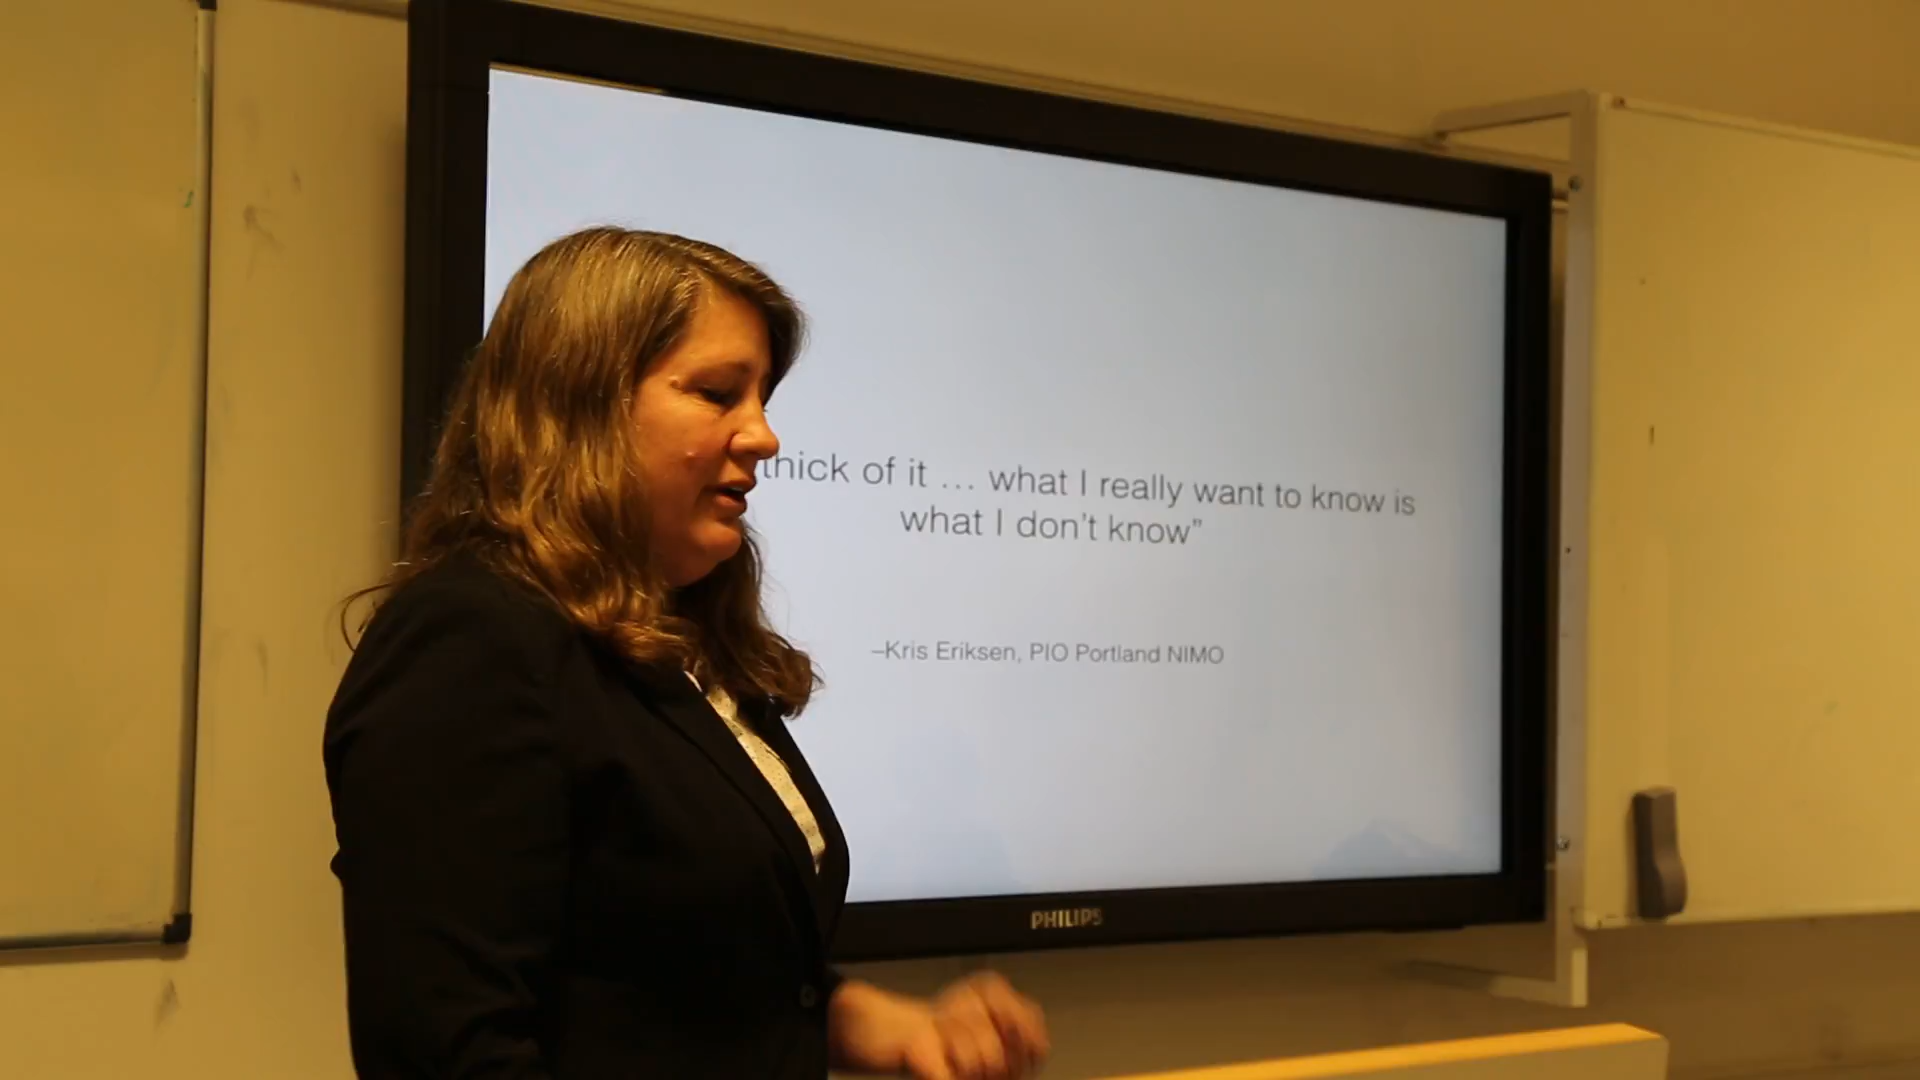 thick of it ... what I really want to know is
what I don't know”
–Kris Eriksen, PIO Portland NIMO
PHILIPS